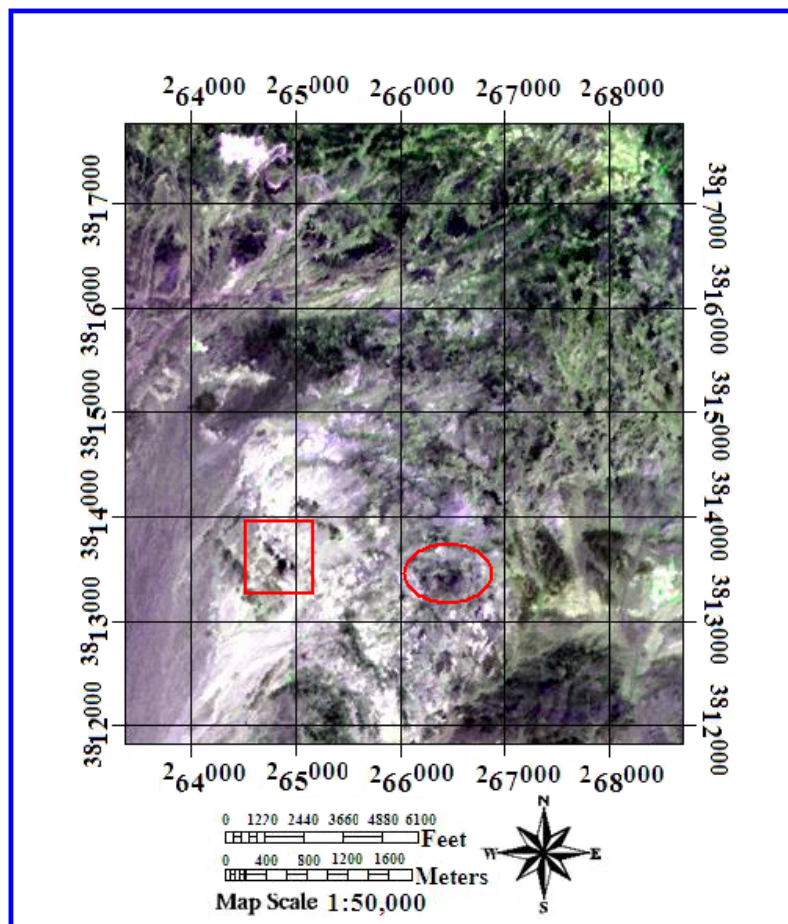 264000 265000 266000 267000 268000
3817000 3817000
3816000 3816000
3815000 3815000
3814000 3814000
3813000 3813000
3812000 3812000
264000 265000 266000 267000 268000
N
W E
S
0 1270 2440 3660 4880 6100
Feet
0 400 800 1200 1600
Meters
Map Scale 1:50,000